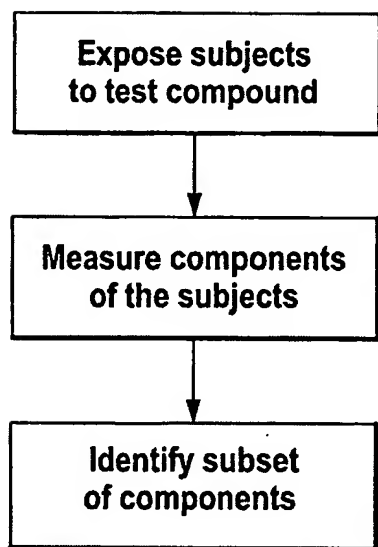 Expose subjects
to test compound
Measure components
of the subjects
Identify subset
of components